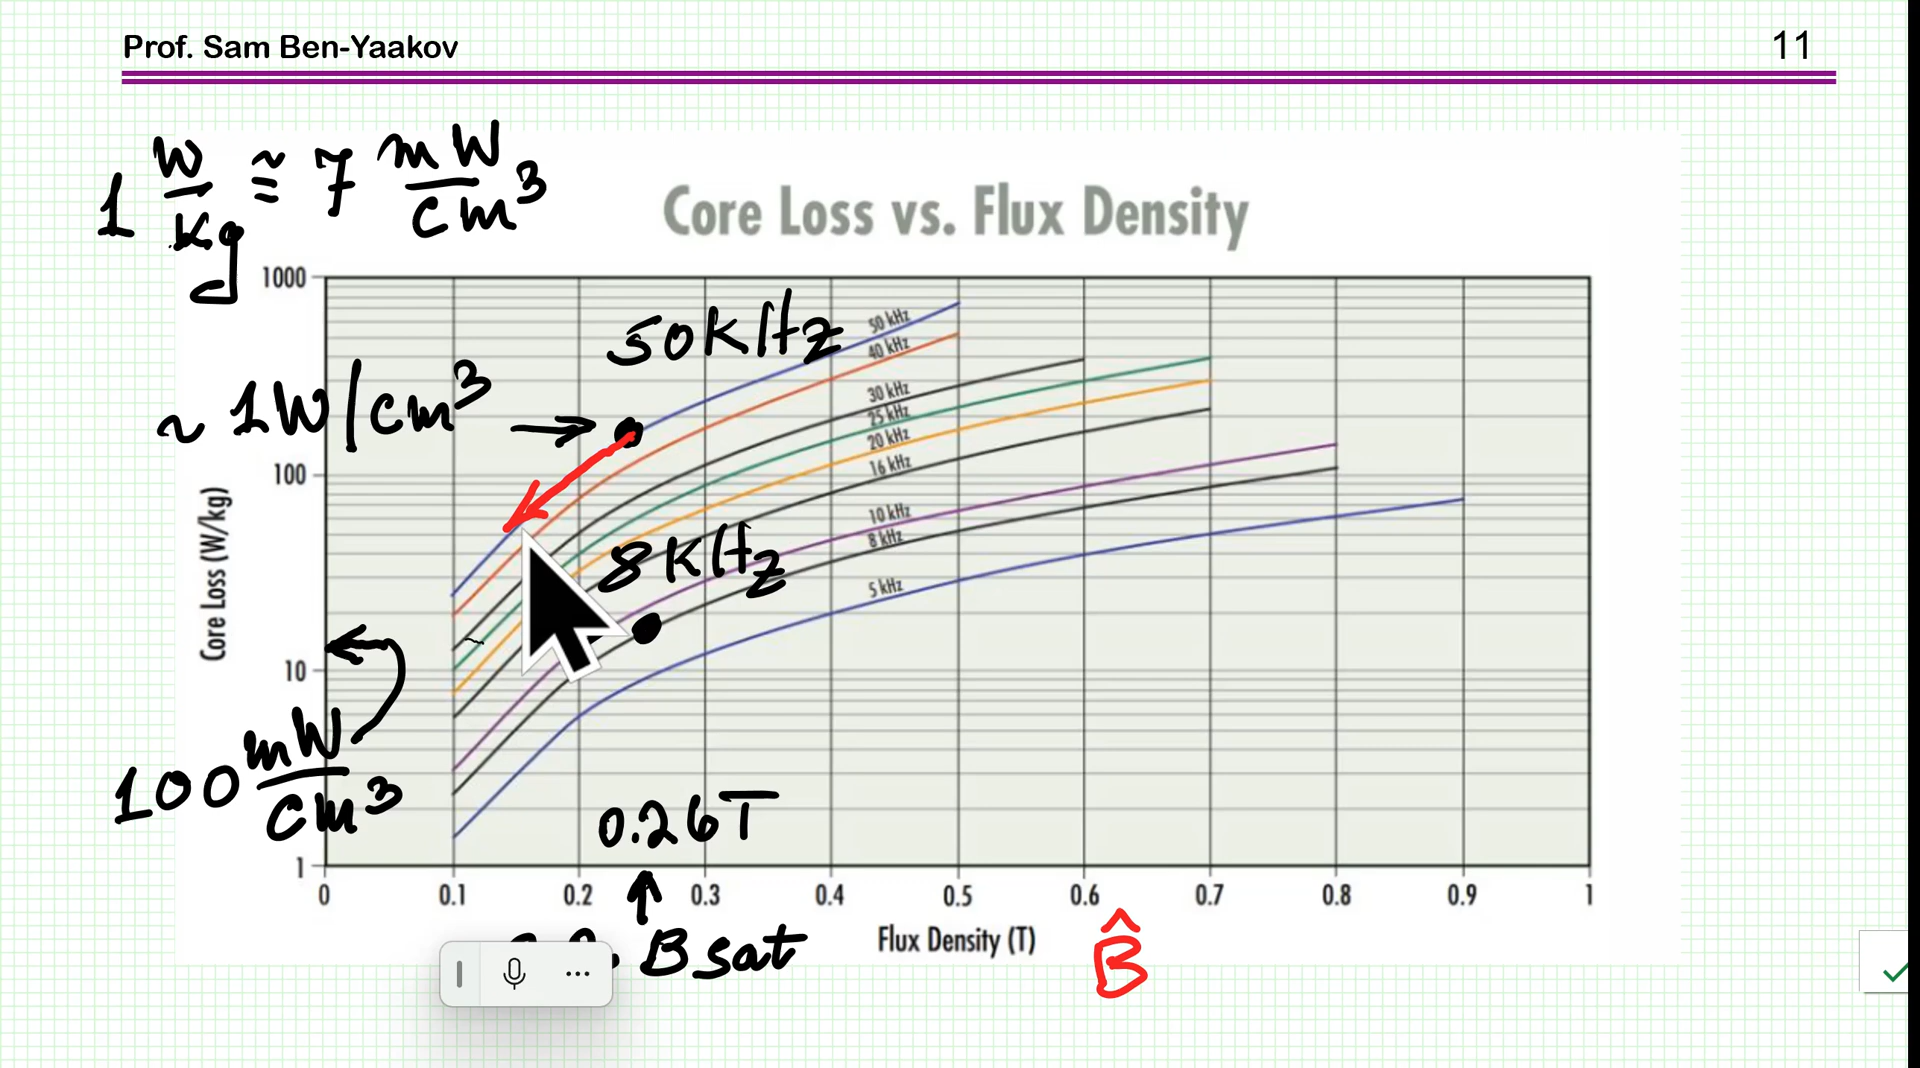 Prof. Sam Ben-Yaakov
11
1 W/Kg ≅ 7 mW/cm³
Core Loss vs. Flux Density
1000
100
10
1
Core Loss (W/kg)
50KHz
~ 1W/cm³
8KHz
100 mW/cm³
0.26T
50 kHz
40 kHz
30 kHz
25 kHz
20 kHz
16 kHz
10 kHz
8 kHz
5 kHz
0 0.1 0.2 0.3 0.4 0.5 0.6 0.7 0.8 0.9 1
Flux Density (T)
B̂
Bsat